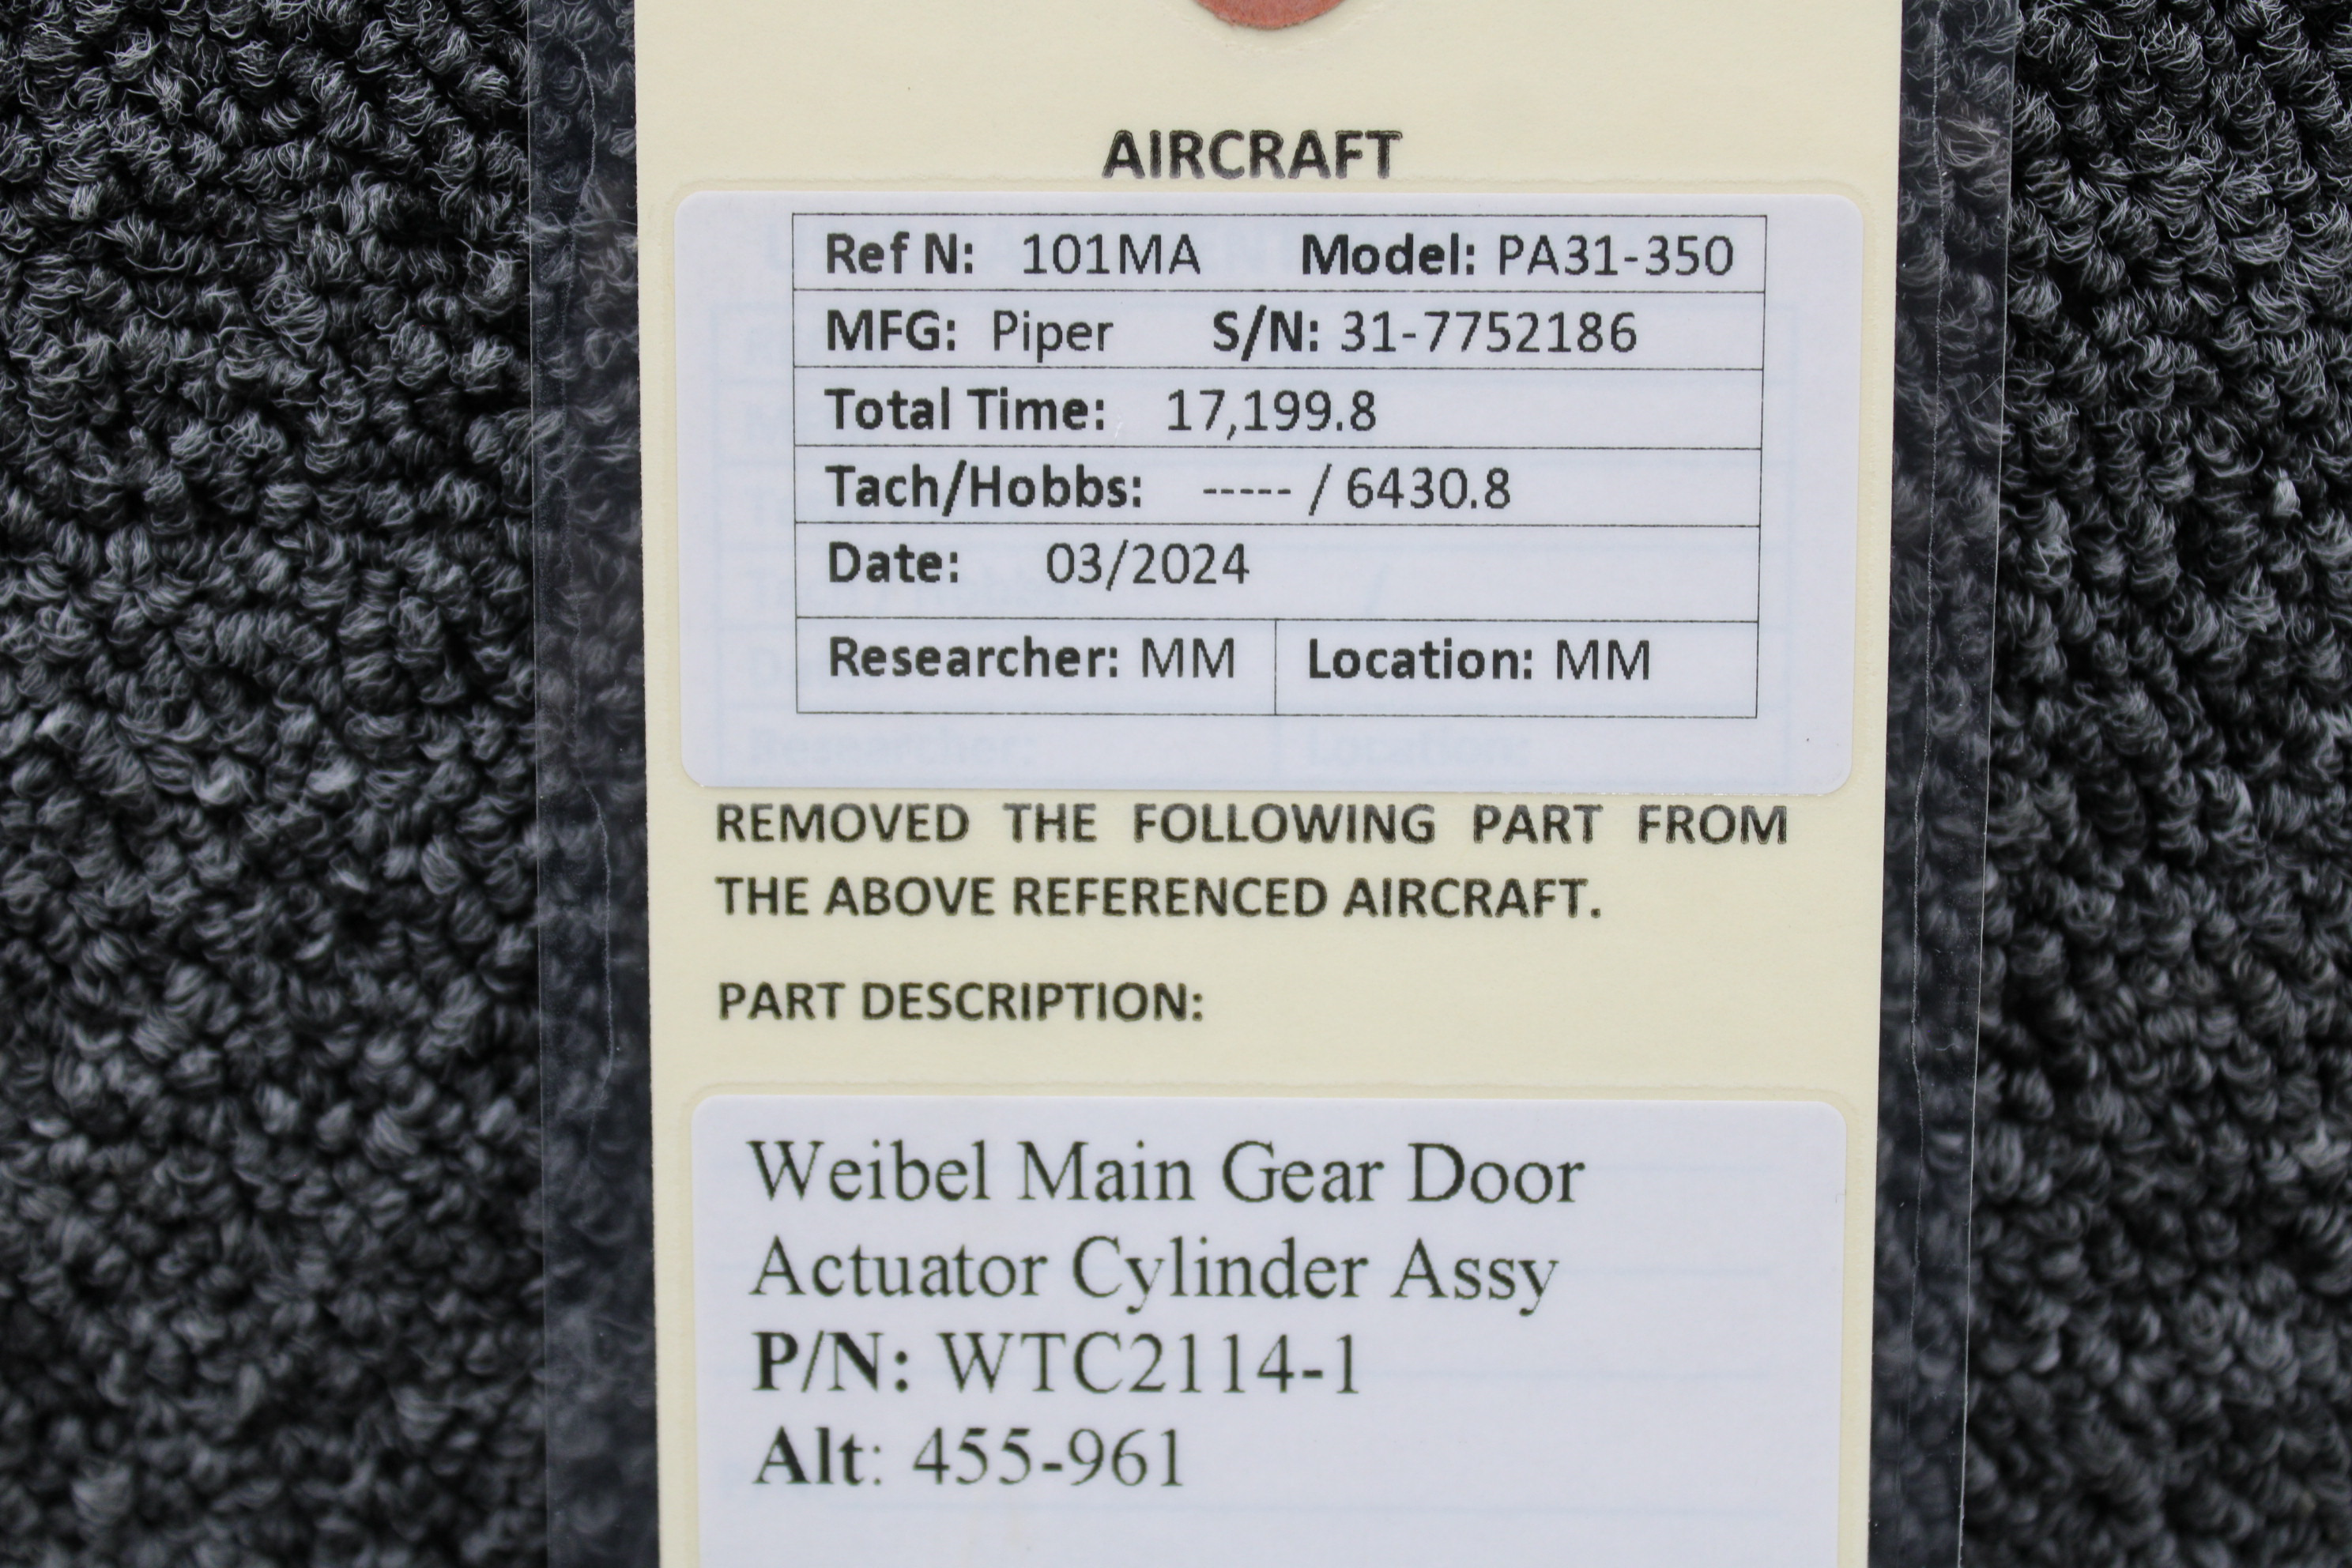 AIRCRAFT
Ref N: 101MA Model: PA31-350
MFG: Piper S/N: 31-7752186
Total Time: 17,199.8
Tach/Hobbs: ----- / 6430.8
Date: 03/2024
Researcher: MM Location: MM
REMOVED THE FOLLOWING PART FROM
THE ABOVE REFERENCED AIRCRAFT.
PART DESCRIPTION:
Weibel Main Gear Door
Actuator Cylinder Assy
P/N: WTC2114-1
Alt: 455-961